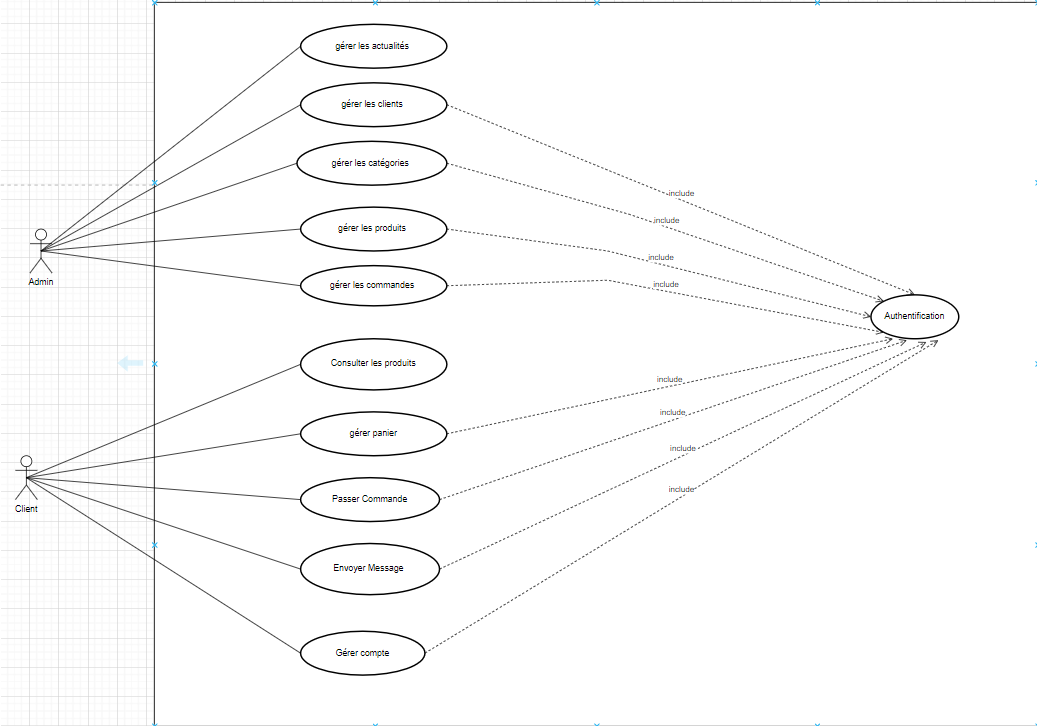 gérer les actualités
gérer les clients
gérer les catégories
include
include
gérer les produits
include
Admin
gérer les commandes
include
Authentification
Consulter les produits
include
include
gérer panier
include
Client
include
Passer Commande
Envoyer Message
Gérer compte